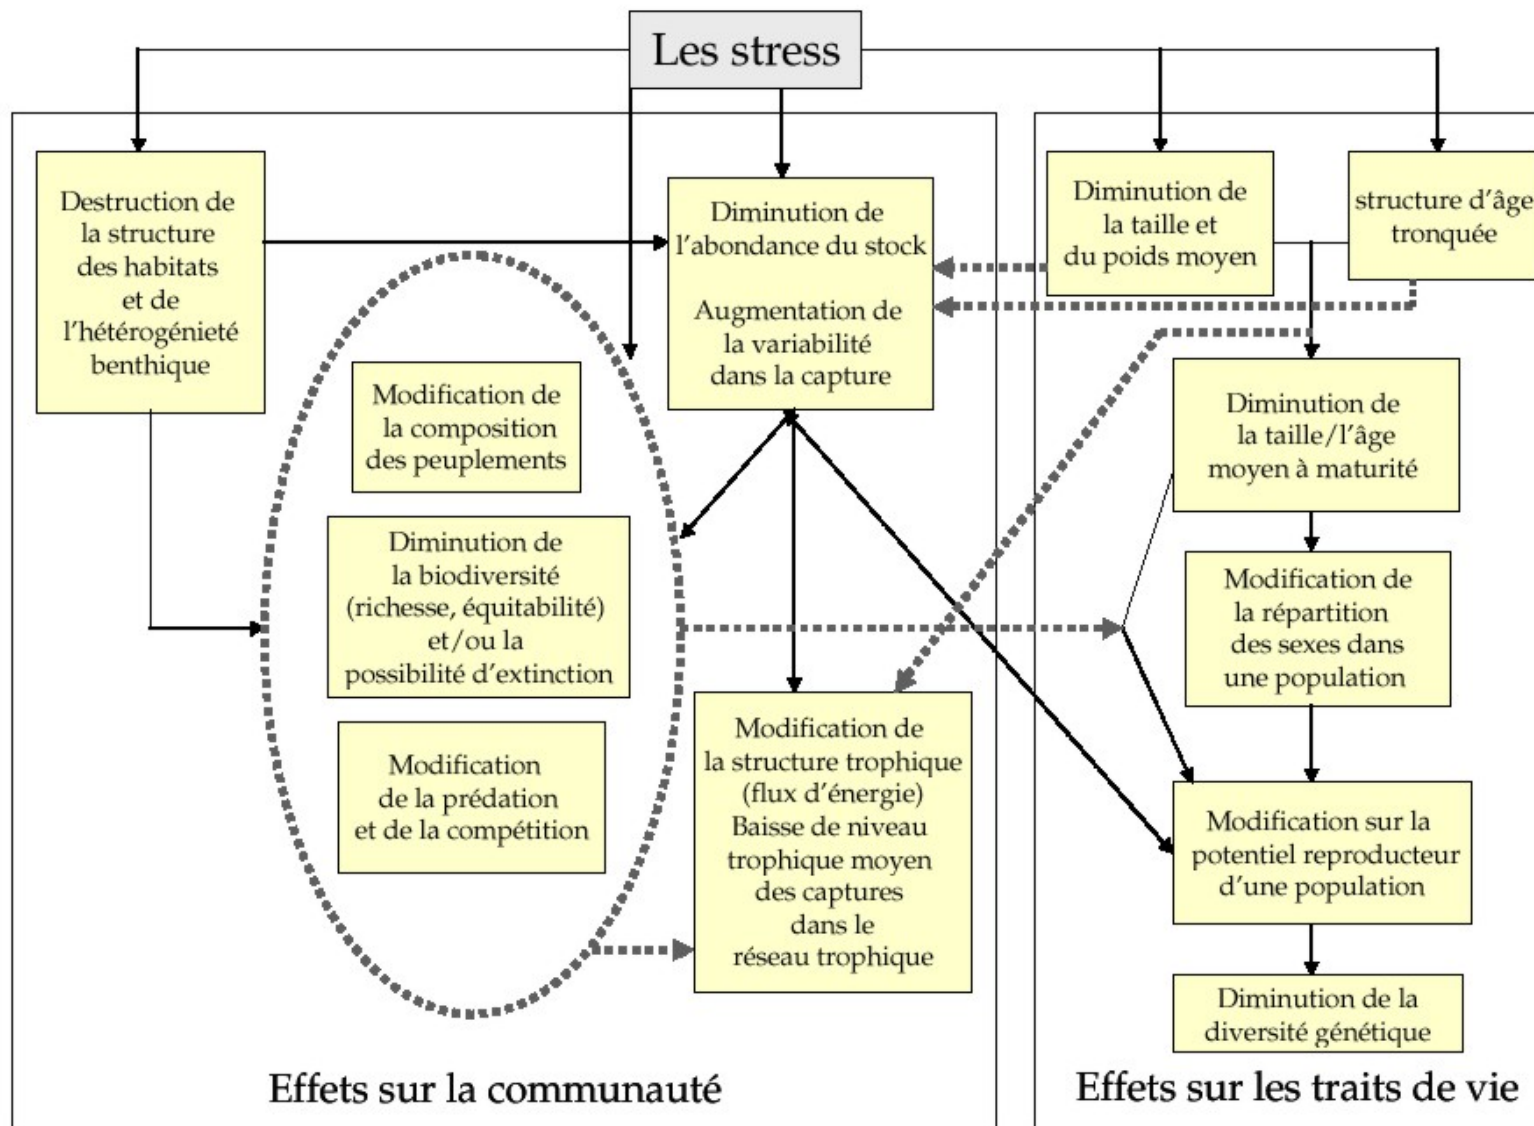 Les stress
Destruction de
la structure
des habitats
et de
l'hétérogénieté
benthique
Modification de
la composition
des peuplements
Diminution de
la biodiversité
(richesse, équitabilité)
et/ou la
possibilité d'extinction
Modification
de la prédation
et de la compétition
Diminution de
l'abondance du stock
Augmentation de
la variabilité
dans la capture
Modification de
la structure trophique
(flux d'énergie)
Baisse de niveau
trophique moyen
des captures
dans le
réseau trophique
Effets sur la communauté
Diminution de
la taille et
du poids moyen
structure d'âge
tronquée
Diminution de
la taille/l'âge
moyen à maturité
Modification de
la répartition
des sexes dans
une population
Modification sur la
potentiel reproducteur
d'une population
Diminution de la
diversité génétique
Effets sur les traits de vie